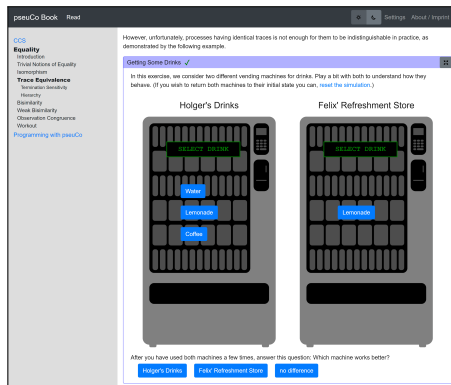 pseuCo Book Read Settings About / Imprint
CCS
Equality
Introduction
Trivial Notions of Equality
Isomorphism
Trace Equivalence
Termination Sensitivity
Hierarchy
Bisimilarity
Weak Bisimilarity
Observation Congruence
Workout
Programming with pseuCo
However, unfortunately, processes having identical traces is not enough for them to be indistinguishable in practice, as
demonstrated by the following example.
Getting Some Drinks ✓
In this exercise, we consider two different vending machines for drinks. Play a bit with both to understand how they
behave. (If you wish to return both machines to their initial state you can, reset the simulation.)
Holger's Drinks
SELECT DRINK
Water
Lemonade
Coffee
Felix' Refreshment Store
SELECT DRINK
Lemonade
After you have used both machines a few times, answer this question: Which machine works better?
Holger's Drinks Felix' Refreshment Store no difference